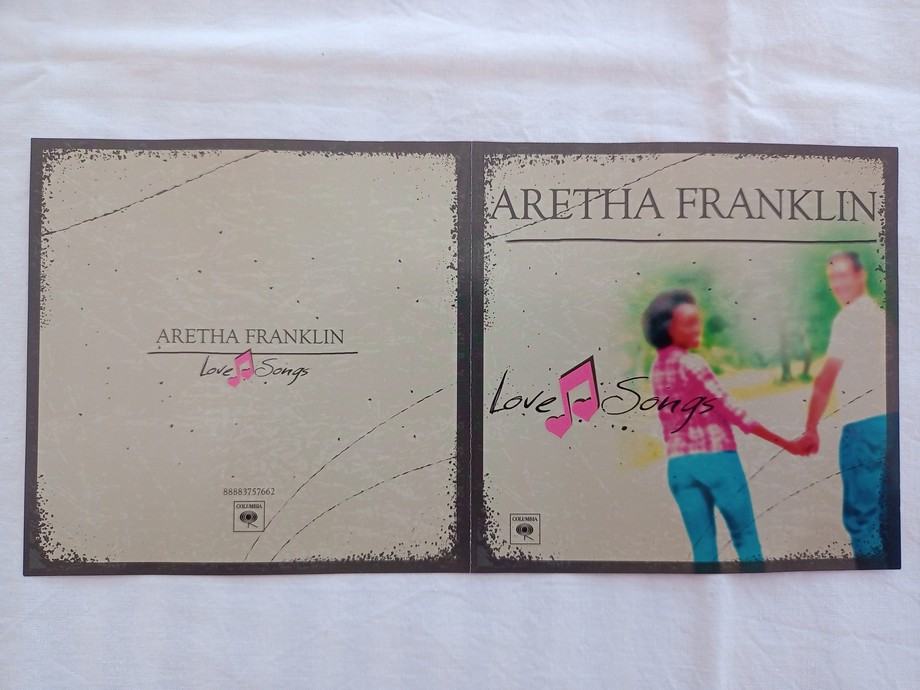 ARETHA FRANKLIN
Love Songs
88883757662
COLUMBIA
ARETHA FRANKLIN
Love Songs
COLUMBIA